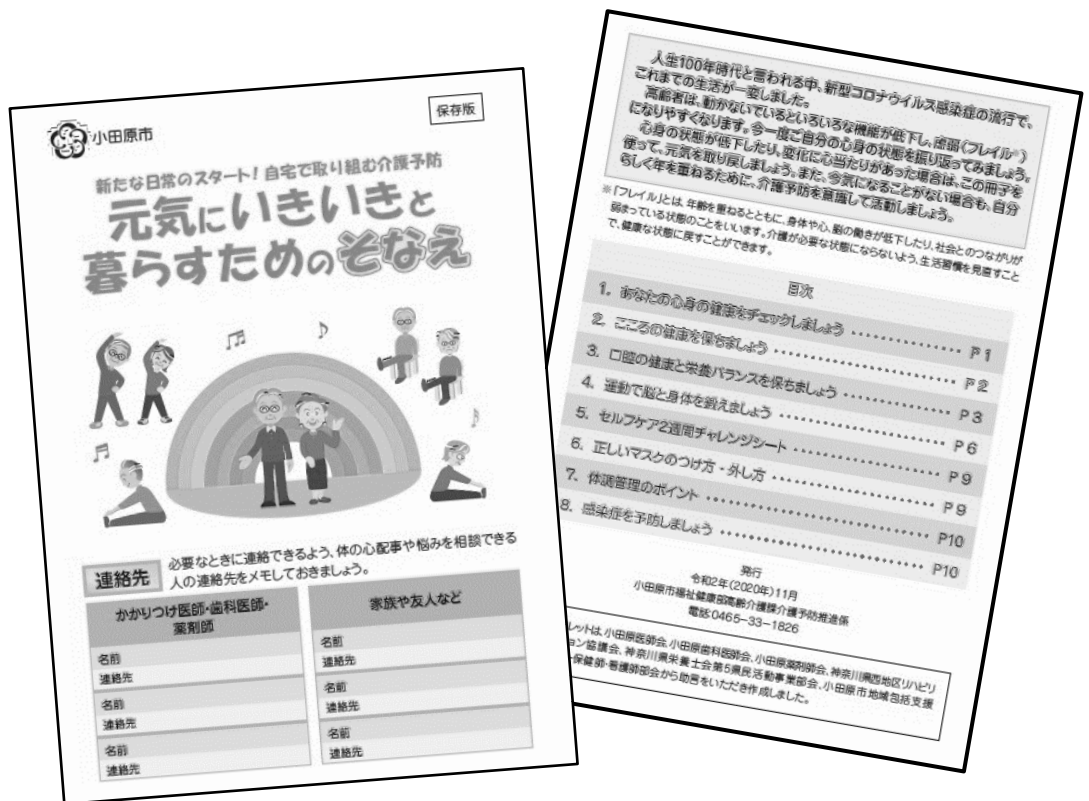 保存版
小田原市
新たな日常のスタート!自宅で取り組む介護予防
元気にいきいきと
暮らすためのそなえ
連絡先
必要なときに連絡できるよう、体の心配事や悩みを相談できる
人の連絡先をメモしておきましょう。
かかりつけ医師・歯科医師・
薬剤師
家族や友人など
名前
連絡先
名前
連絡先
名前
連絡先
名前
連絡先
名前
連絡先
名前
連絡先
人生100年時代と言われる中、新型コロナウイルス感染症の流行で、
これまでの生活が一変しました。
高齢者は、動かないでいるといろいろな機能が低下し、虚弱(フレイル※)
になりやすくなります。今一度ご自分の心身の状態を振り返ってみましょう。
心身の状態が低下したり、変化に心当たりがあった場合は、この冊子を
使って、元気を取り戻しましょう。また、今気になることがない場合も、自分
らしく年を重ねるために、介護予防を意識して活動しましょう。
※「フレイル」とは、年齢を重ねるとともに、身体や心、脳の働きが低下したり、社会とのつながりが
弱まっている状態のことをいいます。介護が必要な状態にならないよう、生活習慣を見直すこと
で、健康な状態に戻すことができます。
目次
1. あなたの心身の健康をチェックしましょう ……………… P1
2. こころの健康を保ちましょう ……………… P2
3. 口腔の健康と栄養バランスを保ちましょう ……………… P3
4. 運動で脳と身体を鍛えましょう ……………… P6
5. セルフケア2週間チャレンジシート ……………… P9
6. 正しいマスクのつけ方・外し方 ……………… P9
7. 体調管理のポイント ……………… P10
8. 感染症を予防しましょう ……………… P10
発行
令和2年(2020年)11月
小田原市福祉健康部高齢介護課介護予防推進係
電話:0465-33-1826
レットは、小田原医師会、小田原歯科医師会、小田原薬剤師会、神奈川県西地区リハビリ
ョン協議会、神奈川県栄養士会第5県民活動事業部会、小田原市地域包括支援
保健師・看護師部会から助言をいただき作成しました。